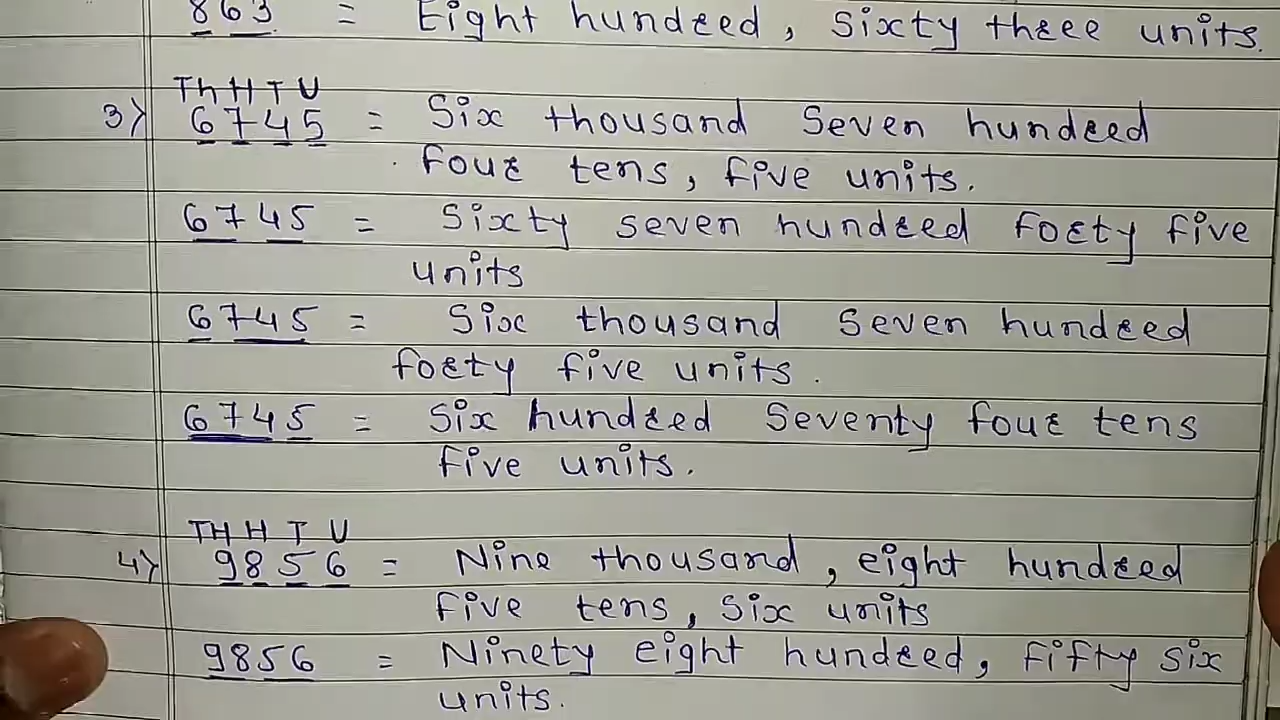 863 = Eight hundred, Sixty three units.
Th H T U
3) 6745 = Six thousand Seven hundred
four tens, five units.
6745 = Sixty seven hundred forty five
units
6745 = Six thousand Seven hundred
forty five units.
6745 = Six hundred Seventy four tens
five units.
TH H T U
4) 9856 = Nine thousand, eight hundred
five tens, six units
9856 = Ninety eight hundred, fifty six
units.